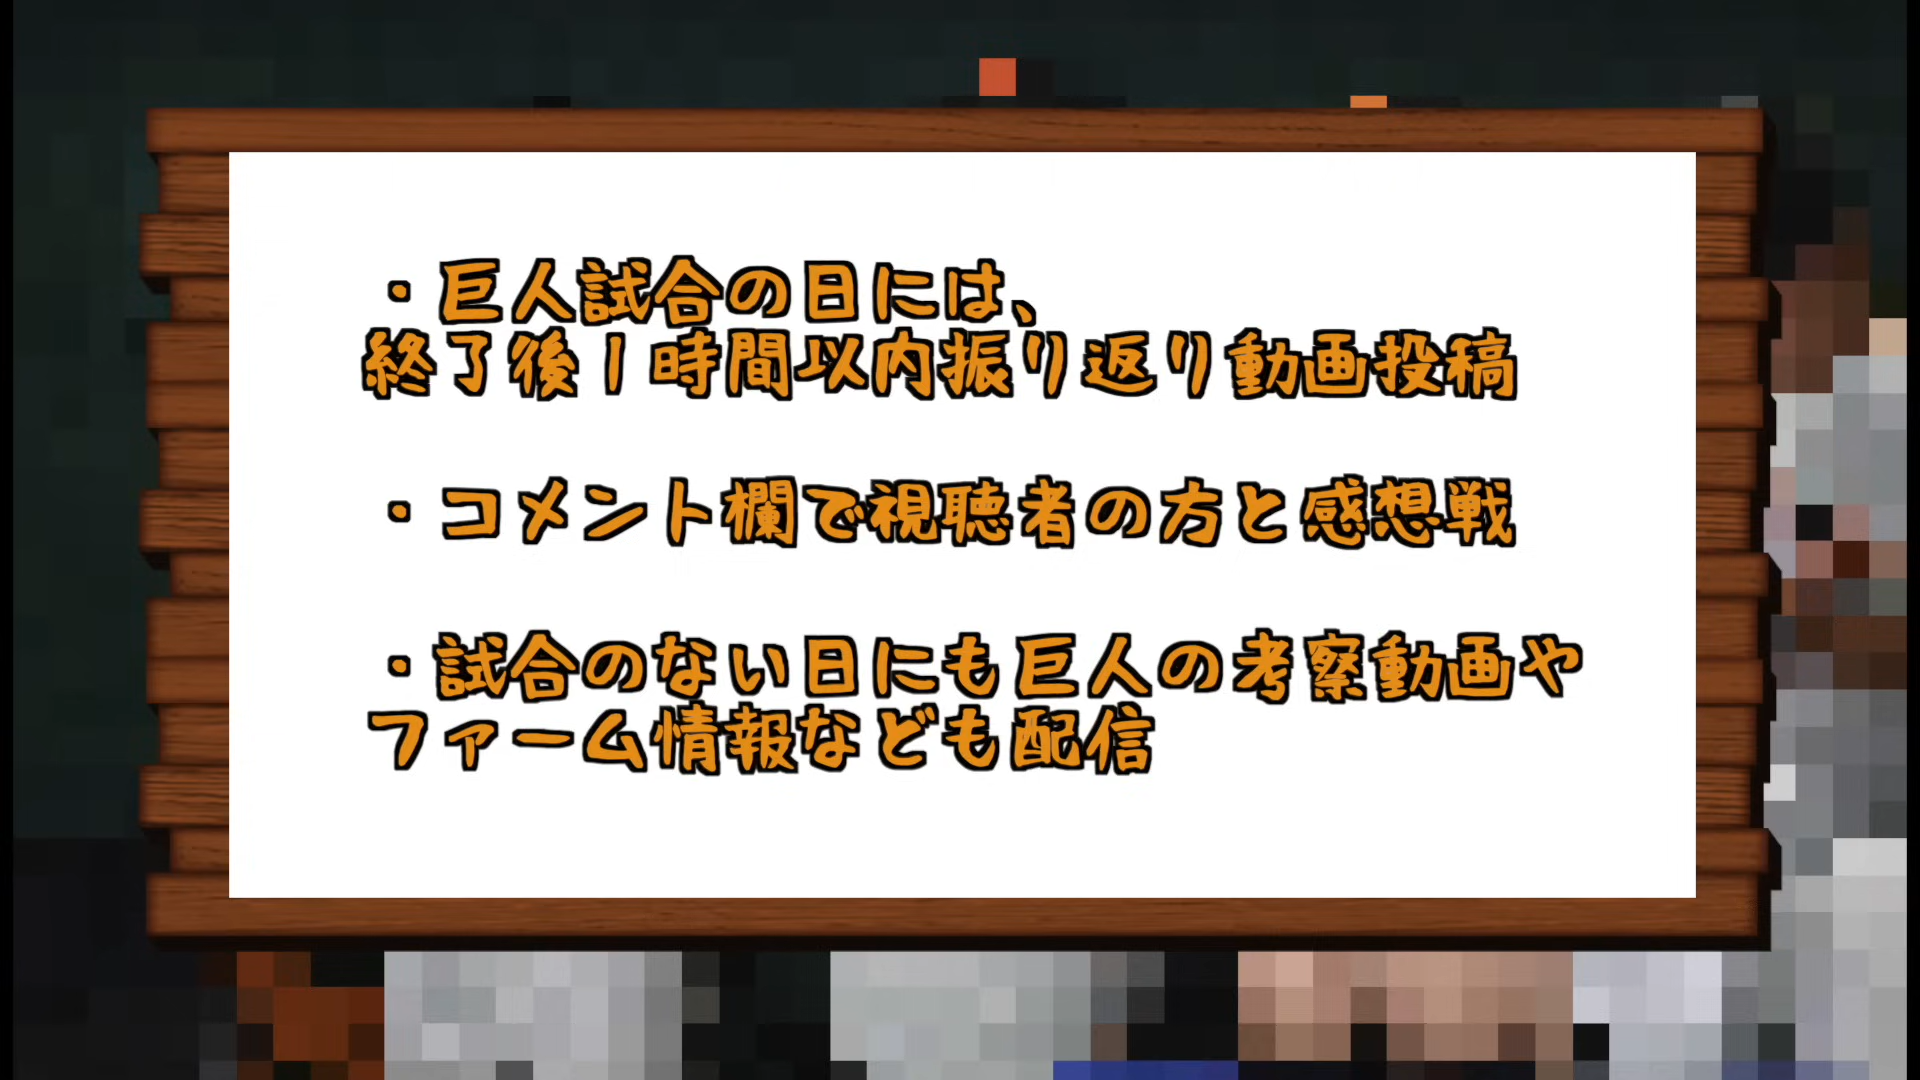 ・巨人試合の日には、
終了後１時間以内振り返り動画投稿
・コメント欄で視聴者の方と感想戦
・試合のない日にも巨人の考察動画や
ファーム情報なども配信